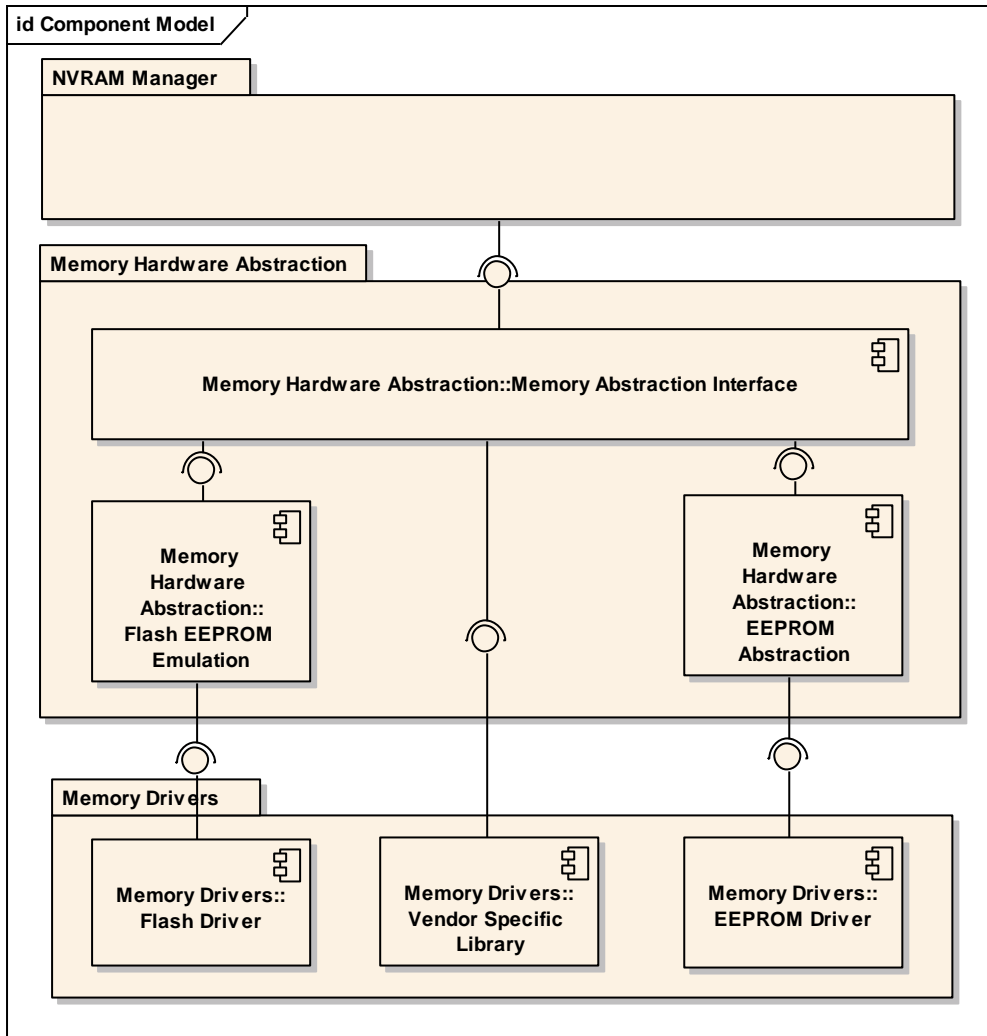 id Component Model
NVRAM Manager
Memory Hardware Abstraction
Memory Hardware Abstraction::Memory Abstraction Interface
Memory
Hardware
Abstraction::
Flash EEPROM
Emulation
Memory
Hardware
Abstraction::
EEPROM
Abstraction
Memory Drivers
Memory Drivers::
Flash Driver
Memory Drivers::
Vendor Specific
Library
Memory Drivers::
EEPROM Driver